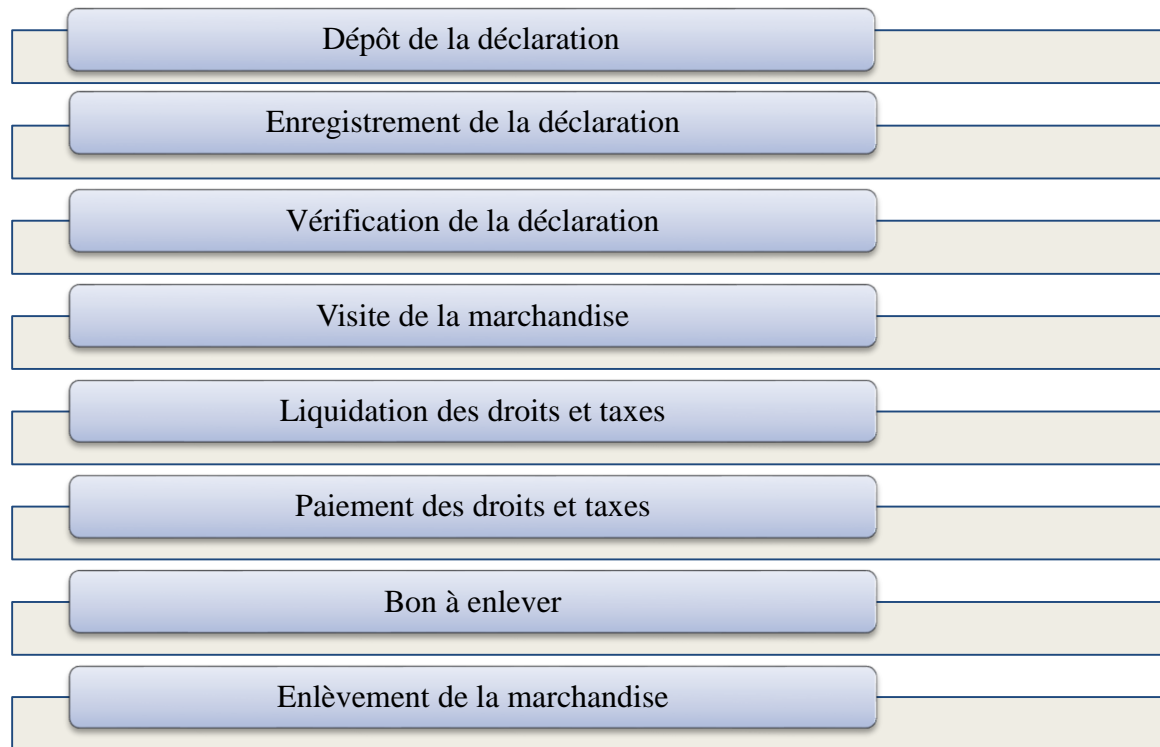 Dépôt de la déclaration
Enregistrement de la déclaration
Vérification de la déclaration
Visite de la marchandise
Liquidation des droits et taxes
Paiement des droits et taxes
Bon à enlever
Enlèvement de la marchandise